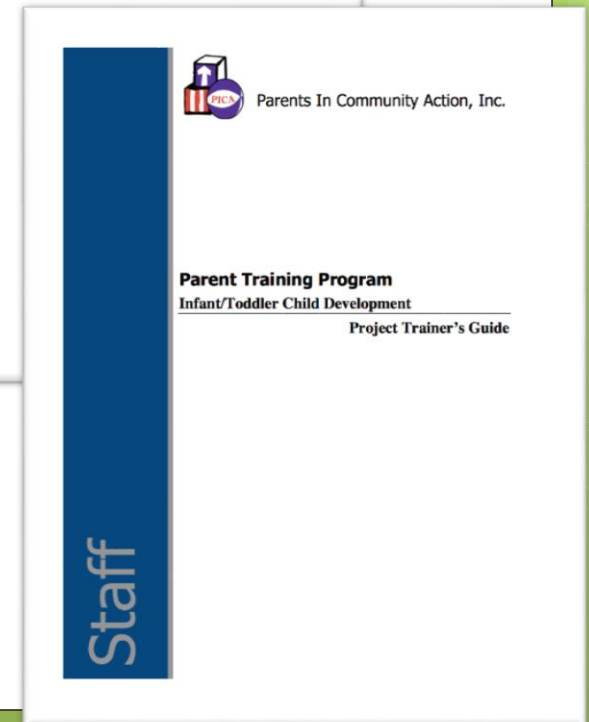 PICA
Parents In Community Action, Inc.
Parent Training Program
Infant/Toddler Child Development
Project Trainer's Guide
Staff